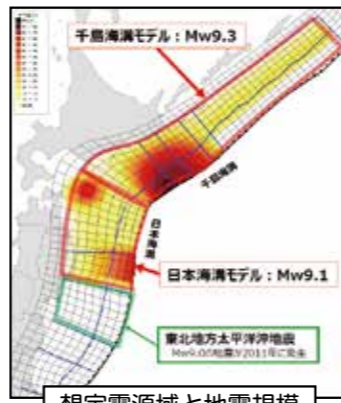 千島海溝モデル：Mw9.3
千島海溝
日本海溝
日本海溝モデル：Mw9.1
東北地方太平洋沖地震
Mw9.0の地震が2011年に発生
想定震源域と地震規模